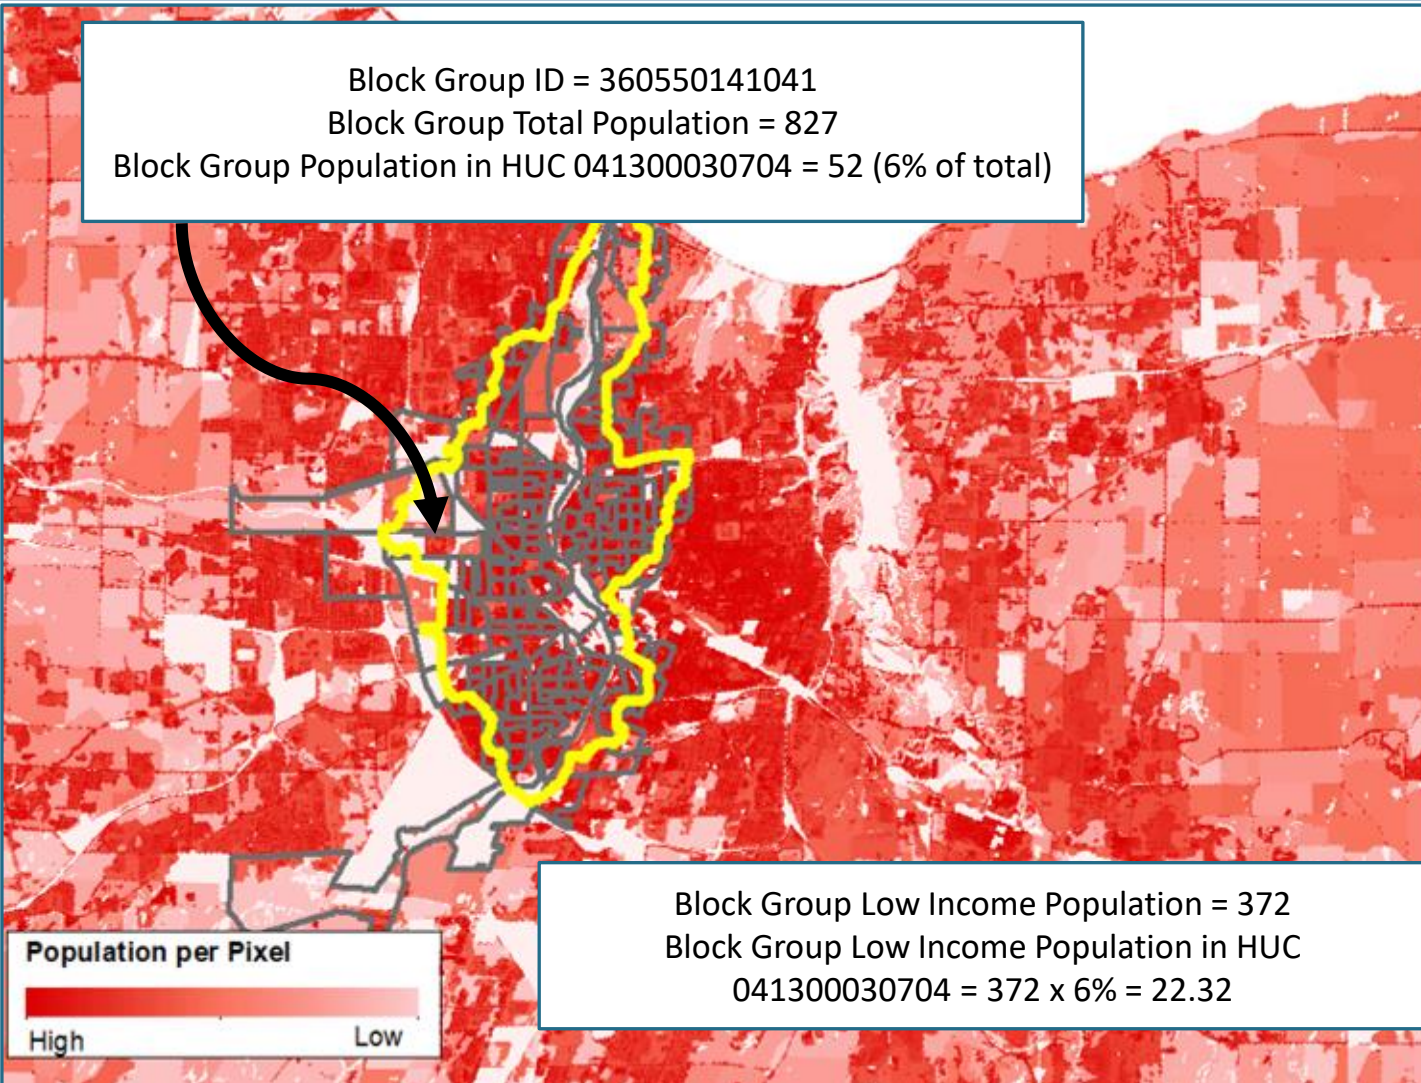 Block Group ID = 360550141041
Block Group Total Population = 827
Block Group Population in HUC 041300030704 = 52 (6% of total)
Block Group Low Income Population = 372
Block Group Low Income Population in HUC
041300030704 = 372 x 6% = 22.32
Population per Pixel
High Low